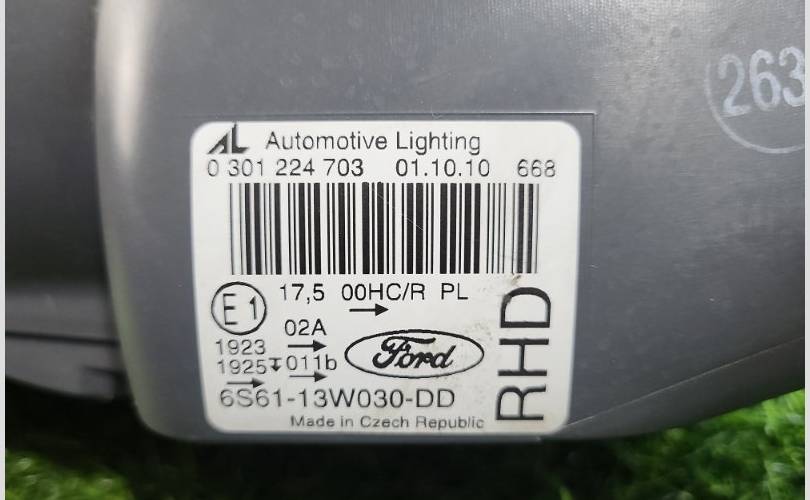 AL Automotive Lighting
0 301 224 703 01.10.10 668
263
17,5 00HC/R PL
E1
02A
1923
Ford
1925 011b
RHD
6S61-13W030-DD
Made in Czech Republic